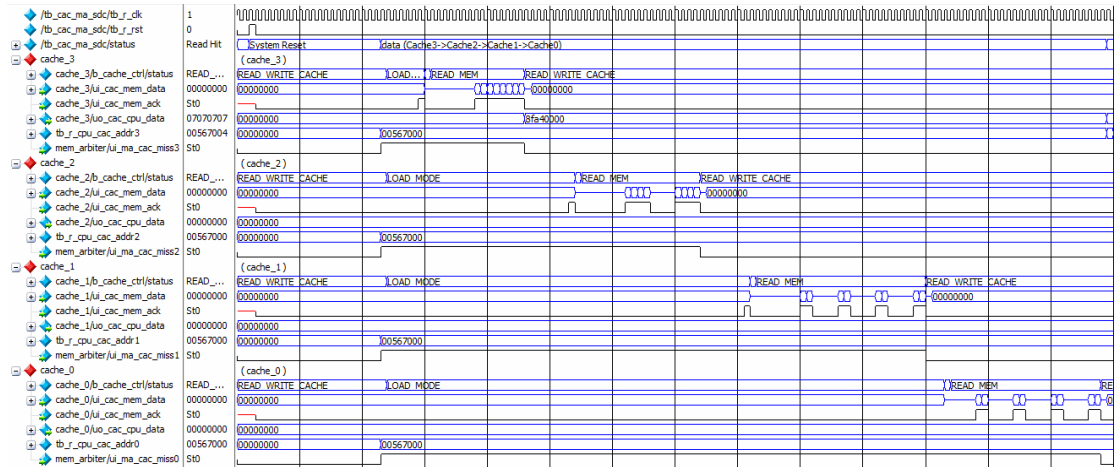 /tb_cac_ma_sdc/tb_r_clk 1
/tb_cac_ma_sdc/tb_r_rst 0
/tb_cac_ma_sdc/status Read Hit System Reset data (Cache3->Cache2->Cache1->Cache0)
cache_3 ( cache_3 )
cache_3/b_cache_ctrl/status READ_... READ WRITE CACHE LOAD... READ MEM READ WRITE CACHE
cache_3/ui_cac_mem_data 00000000 00000000 00000000
cache_3/ui_cac_mem_ack St0
cache_3/uo_cac_cpu_data 07070707 00000000 8fa40000
tb_r_cpu_cac_addr3 00567004 00000000 00567000
mem_arbiter/ui_ma_cac_miss3 St0
cache_2 ( cache_2 )
cache_2/b_cache_ctrl/status READ_... READ WRITE CACHE LOAD MODE READ MEM READ WRITE CACHE
cache_2/ui_cac_mem_data 00000000 00000000 00000000
cache_2/ui_cac_mem_ack St0
cache_2/uo_cac_cpu_data 00000000 00000000
tb_r_cpu_cac_addr2 00567000 00000000 00567000
mem_arbiter/ui_ma_cac_miss2 St0
cache_1 ( cache_1 )
cache_1/b_cache_ctrl/status READ_... READ WRITE CACHE LOAD MODE READ MEM READ WRITE CACHE
cache_1/ui_cac_mem_data 00000000 00000000 00000000
cache_1/ui_cac_mem_ack St0
cache_1/uo_cac_cpu_data 00000000 00000000
tb_r_cpu_cac_addr1 00567000 00000000 00567000
mem_arbiter/ui_ma_cac_miss1 St0
cache_0 ( cache_0 )
cache_0/b_cache_ctrl/status READ_... READ WRITE CACHE LOAD MODE READ MEM RE
cache_0/ui_cac_mem_data 00000000 00000000 0
cache_0/ui_cac_mem_ack St0
cache_0/uo_cac_cpu_data 00000000 00000000
tb_r_cpu_cac_addr0 00567000 00000000 00567000
mem_arbiter/ui_ma_cac_miss0 St0